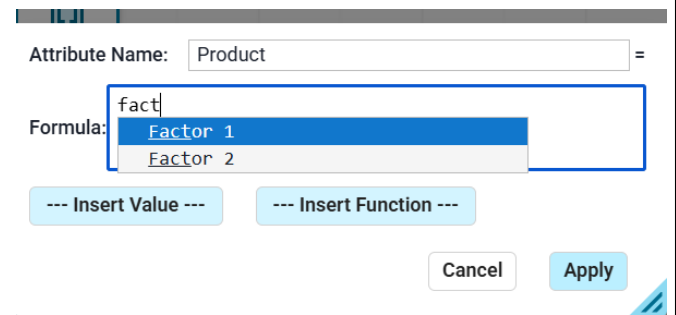 Attribute Name: Product =
fact
Formula:
Factor 1
Factor 2
--- Insert Value --- --- Insert Function ---
Cancel Apply